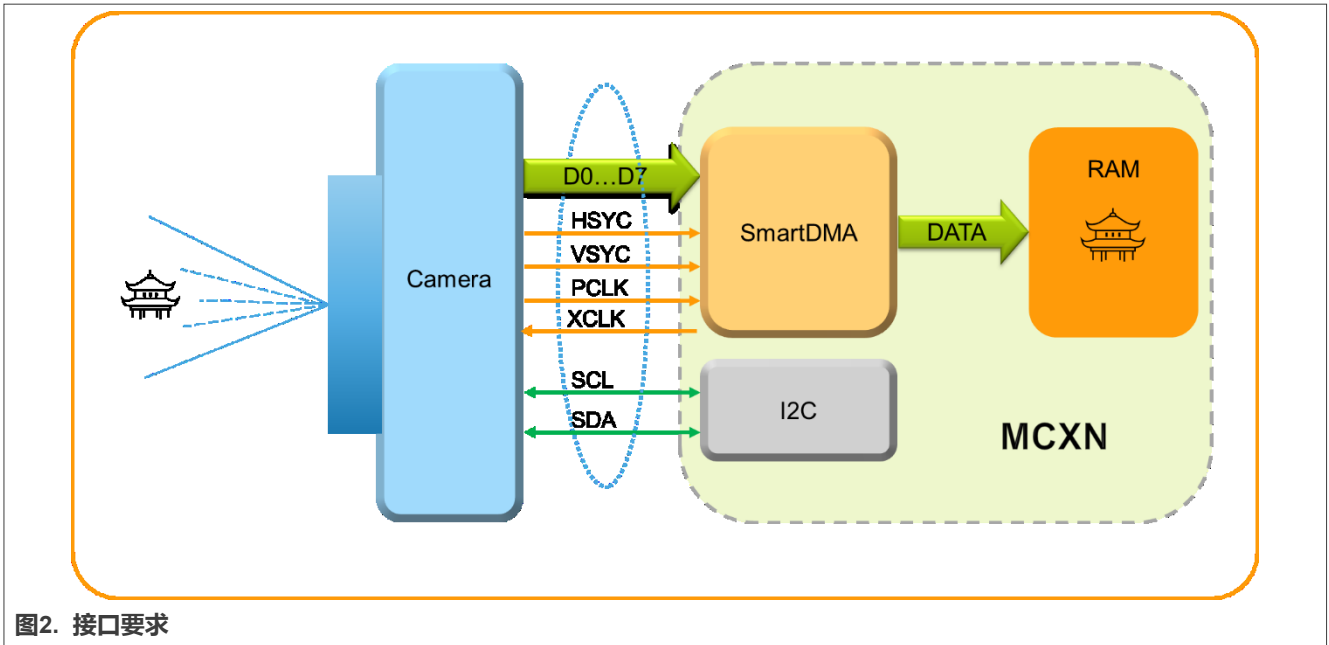 D0...D7
HSYC
VSYC
PCLK
XCLK
SCL
SDA
Camera
SmartDMA
DATA
RAM
I2C
MCXN
图2. 接口要求